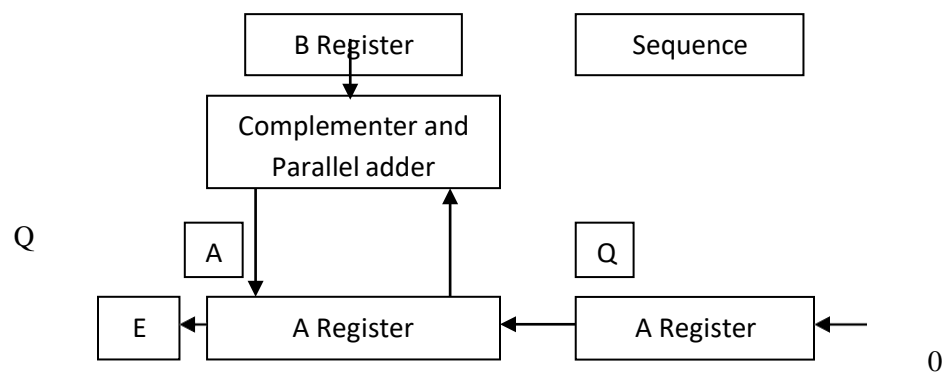 B Register
Sequence
Complementer and
Parallel adder
Q
A
Q
E
A Register
A Register
0